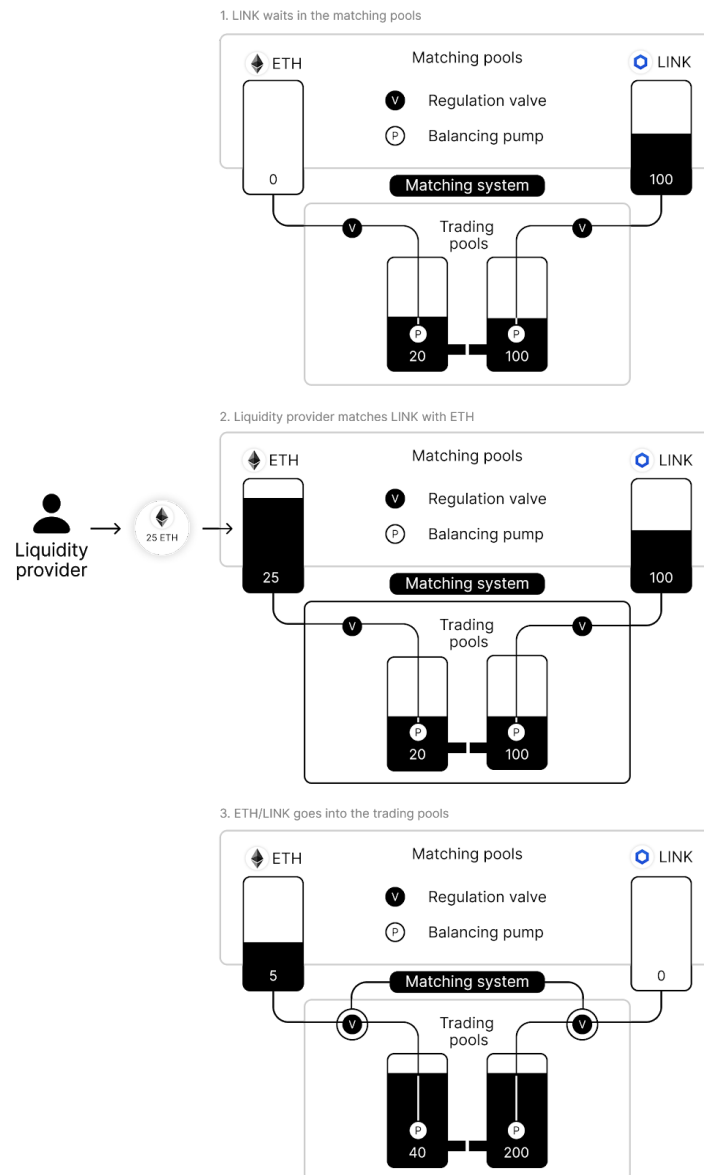 1. LINK waits in the matching pools
ETH
Matching pools
LINK
V Regulation valve
P Balancing pump
0
100
Matching system
V
Trading
pools
V
P
P
20
100
2. Liquidity provider matches LINK with ETH
ETH
Matching pools
LINK
V Regulation valve
P Balancing pump
25 ETH
Liquidity
provider
25
100
Matching system
V
Trading
pools
V
P
P
20
100
3. ETH/LINK goes into the trading pools
ETH
Matching pools
LINK
V Regulation valve
P Balancing pump
5
0
Matching system
V
Trading
pools
V
P
P
40
200